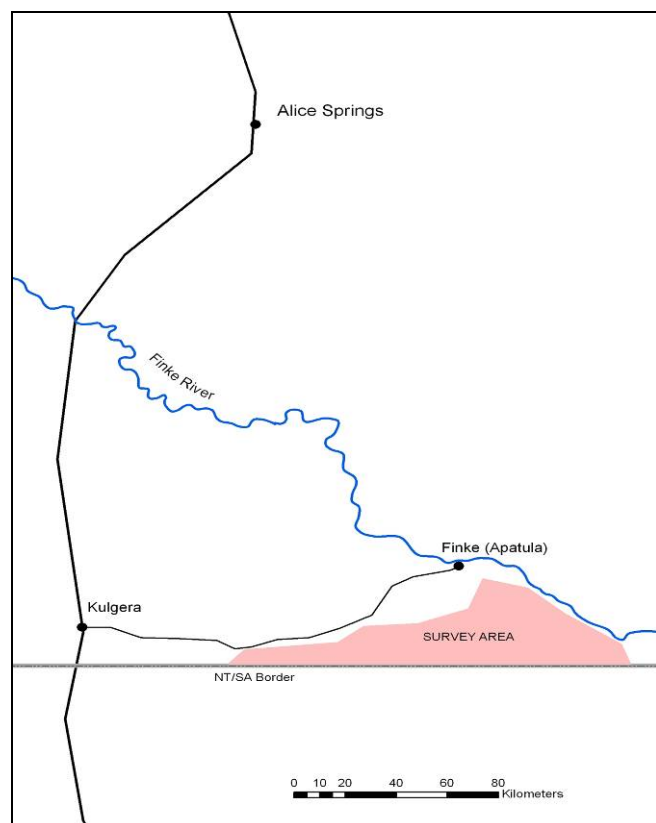 Alice Springs
Finke River
Finke (Apatula)
Kulgera
SURVEY AREA
NT/SA Border
0 10 20 40 60 80
Kilometers